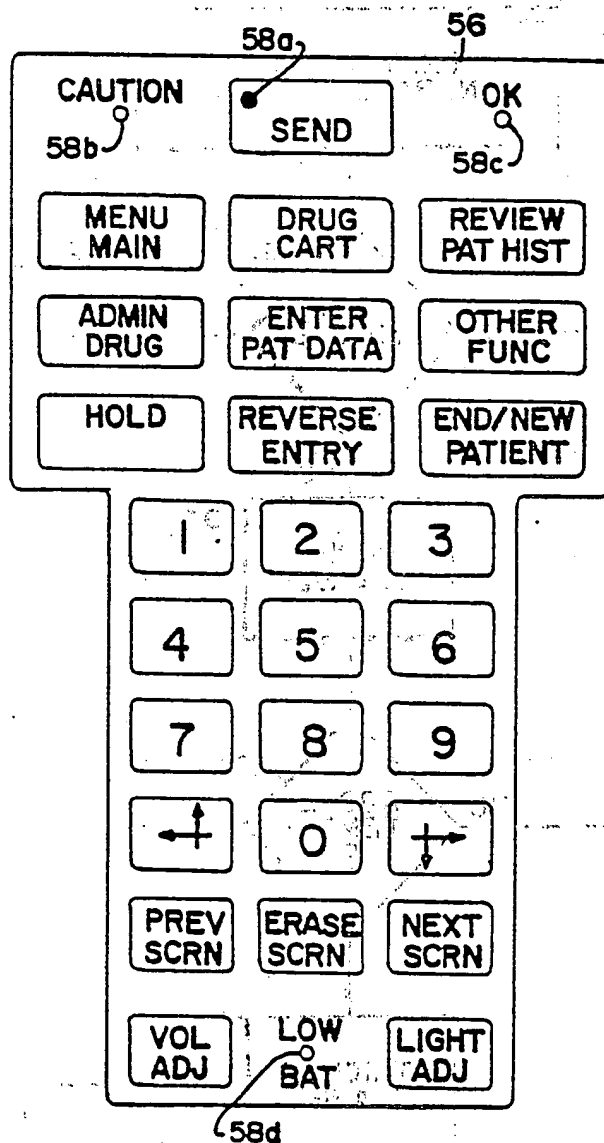 58a
56
CAUTION
OK
58b
SEND
58c
MENU
MAIN
DRUG
CART
REVIEW
PAT HIST
ADMIN
DRUG
ENTER
PAT DATA
OTHER
FUNC
HOLD
REVERSE
ENTRY
END/NEW
PATIENT
1 2 3
4 5 6
7 8 9
0
PREV
SCRN
ERASE
SCRN
NEXT
SCRN
VOL
ADJ
LOW
BAT
LIGHT
ADJ
58d